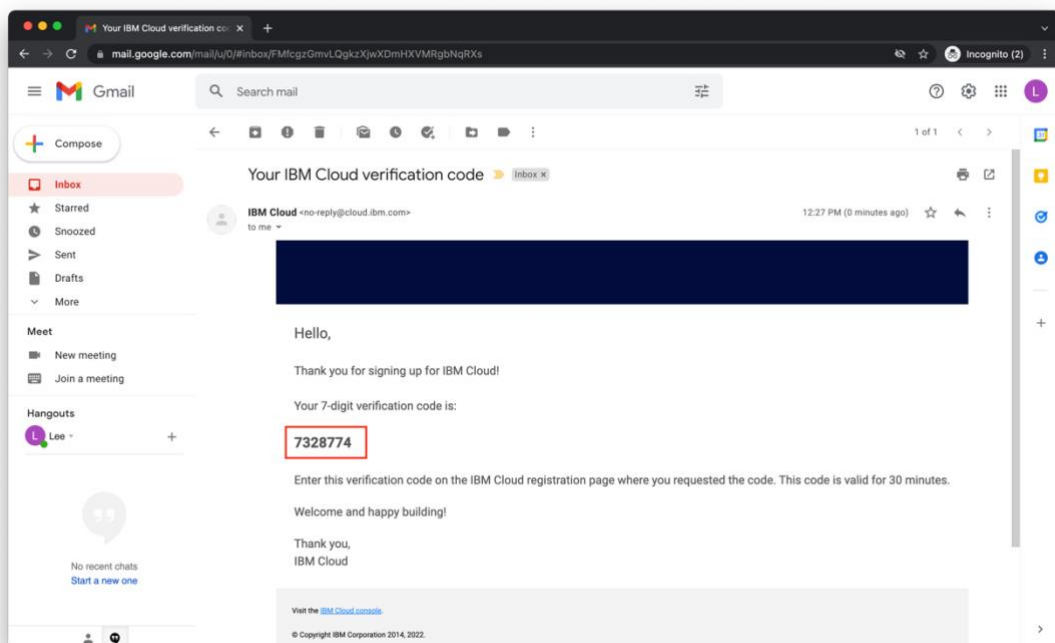 Your IBM Cloud verification co
mail.google.com/mail/u/0/#inbox/FMfcgzGmvLQgkzXjwXDmHXVMRgbNqRXs
Incognito (2)
Gmail
Search mail
L
Compose
1 of 1
Inbox
Starred
Snoozed
Sent
Drafts
More
Your IBM Cloud verification code
Inbox x
IBM Cloud <no-reply@cloud.ibm.com>
12:27 PM (0 minutes ago)
to me
Meet
New meeting
Join a meeting
Hangouts
L
Lee
No recent chats
Start a new one
Hello,
Thank you for signing up for IBM Cloud!
Your 7-digit verification code is:
7328774
Enter this verification code on the IBM Cloud registration page where you requested the code. This code is valid for 30 minutes.
Welcome and happy building!
Thank you,
IBM Cloud
Visit the IBM Cloud console.
© Copyright IBM Corporation 2014, 2022.